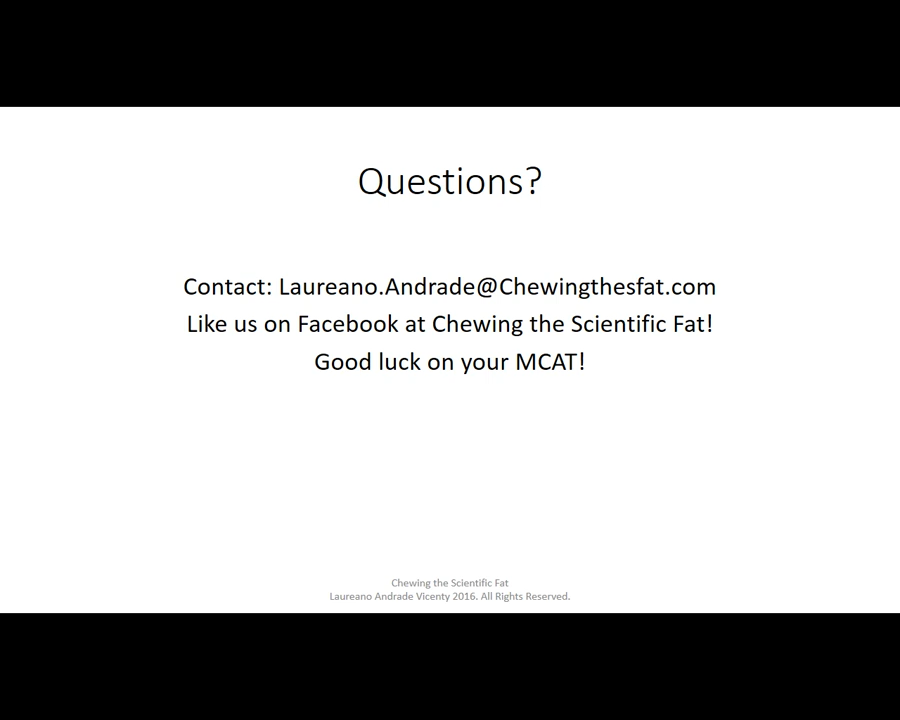 Questions?
Contact: Laureano.Andrade@Chewingthesfat.com
Like us on Facebook at Chewing the Scientific Fat!
Good luck on your MCAT!
Chewing the Scientific Fat
Laureano Andrade Vicenty 2016. All Rights Reserved.